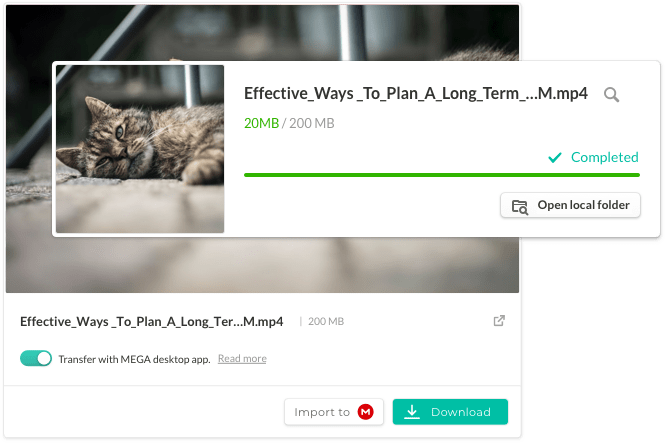 Effective_Ways _To_Plan_A_Long_Term_...M.mp4
20MB / 200 MB
Completed
Open local folder
Effective_Ways _To_Plan_A_Long_Ter...M.mp4 | 200 MB
Transfer with MEGA desktop app. Read more
Import to M Download